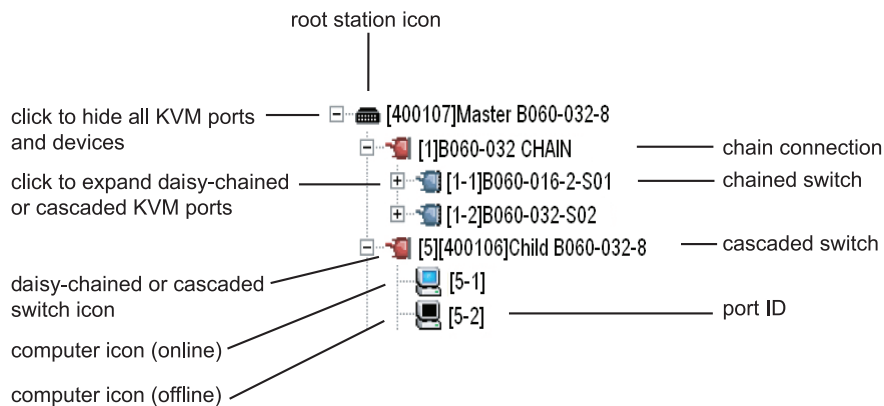 root station icon
click to hide all KVM ports
and devices
[400107]Master B060-032-8
[1]B060-032 CHAIN
chain connection
click to expand daisy-chained
or cascaded KVM ports
[1-1]B060-016-2-S01
chained switch
[1-2]B060-032-S02
[5][400106]Child B060-032-8
cascaded switch
daisy-chained or cascaded
switch icon
[5-1]
[5-2]
port ID
computer icon (online)
computer icon (offline)